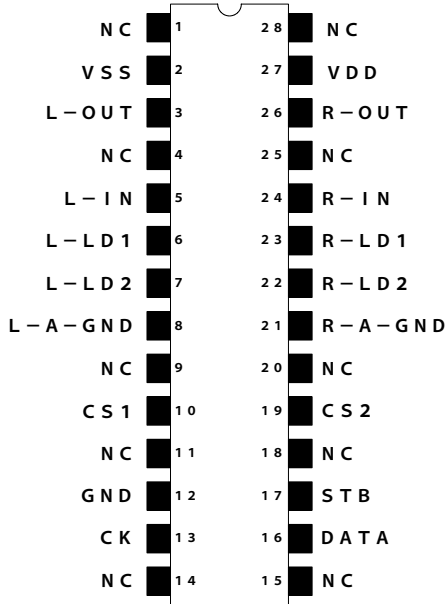 NC 1 28 NC
VSS 2 27 VDD
L-OUT 3 26 R-OUT
NC 4 25 NC
L-IN 5 24 R-IN
L-LD1 6 23 R-LD1
L-LD2 7 22 R-LD2
L-A-GND 8 21 R-A-GND
NC 9 20 NC
CS1 10 19 CS2
NC 11 18 NC
GND 12 17 STB
CK 13 16 DATA
NC 14 15 NC